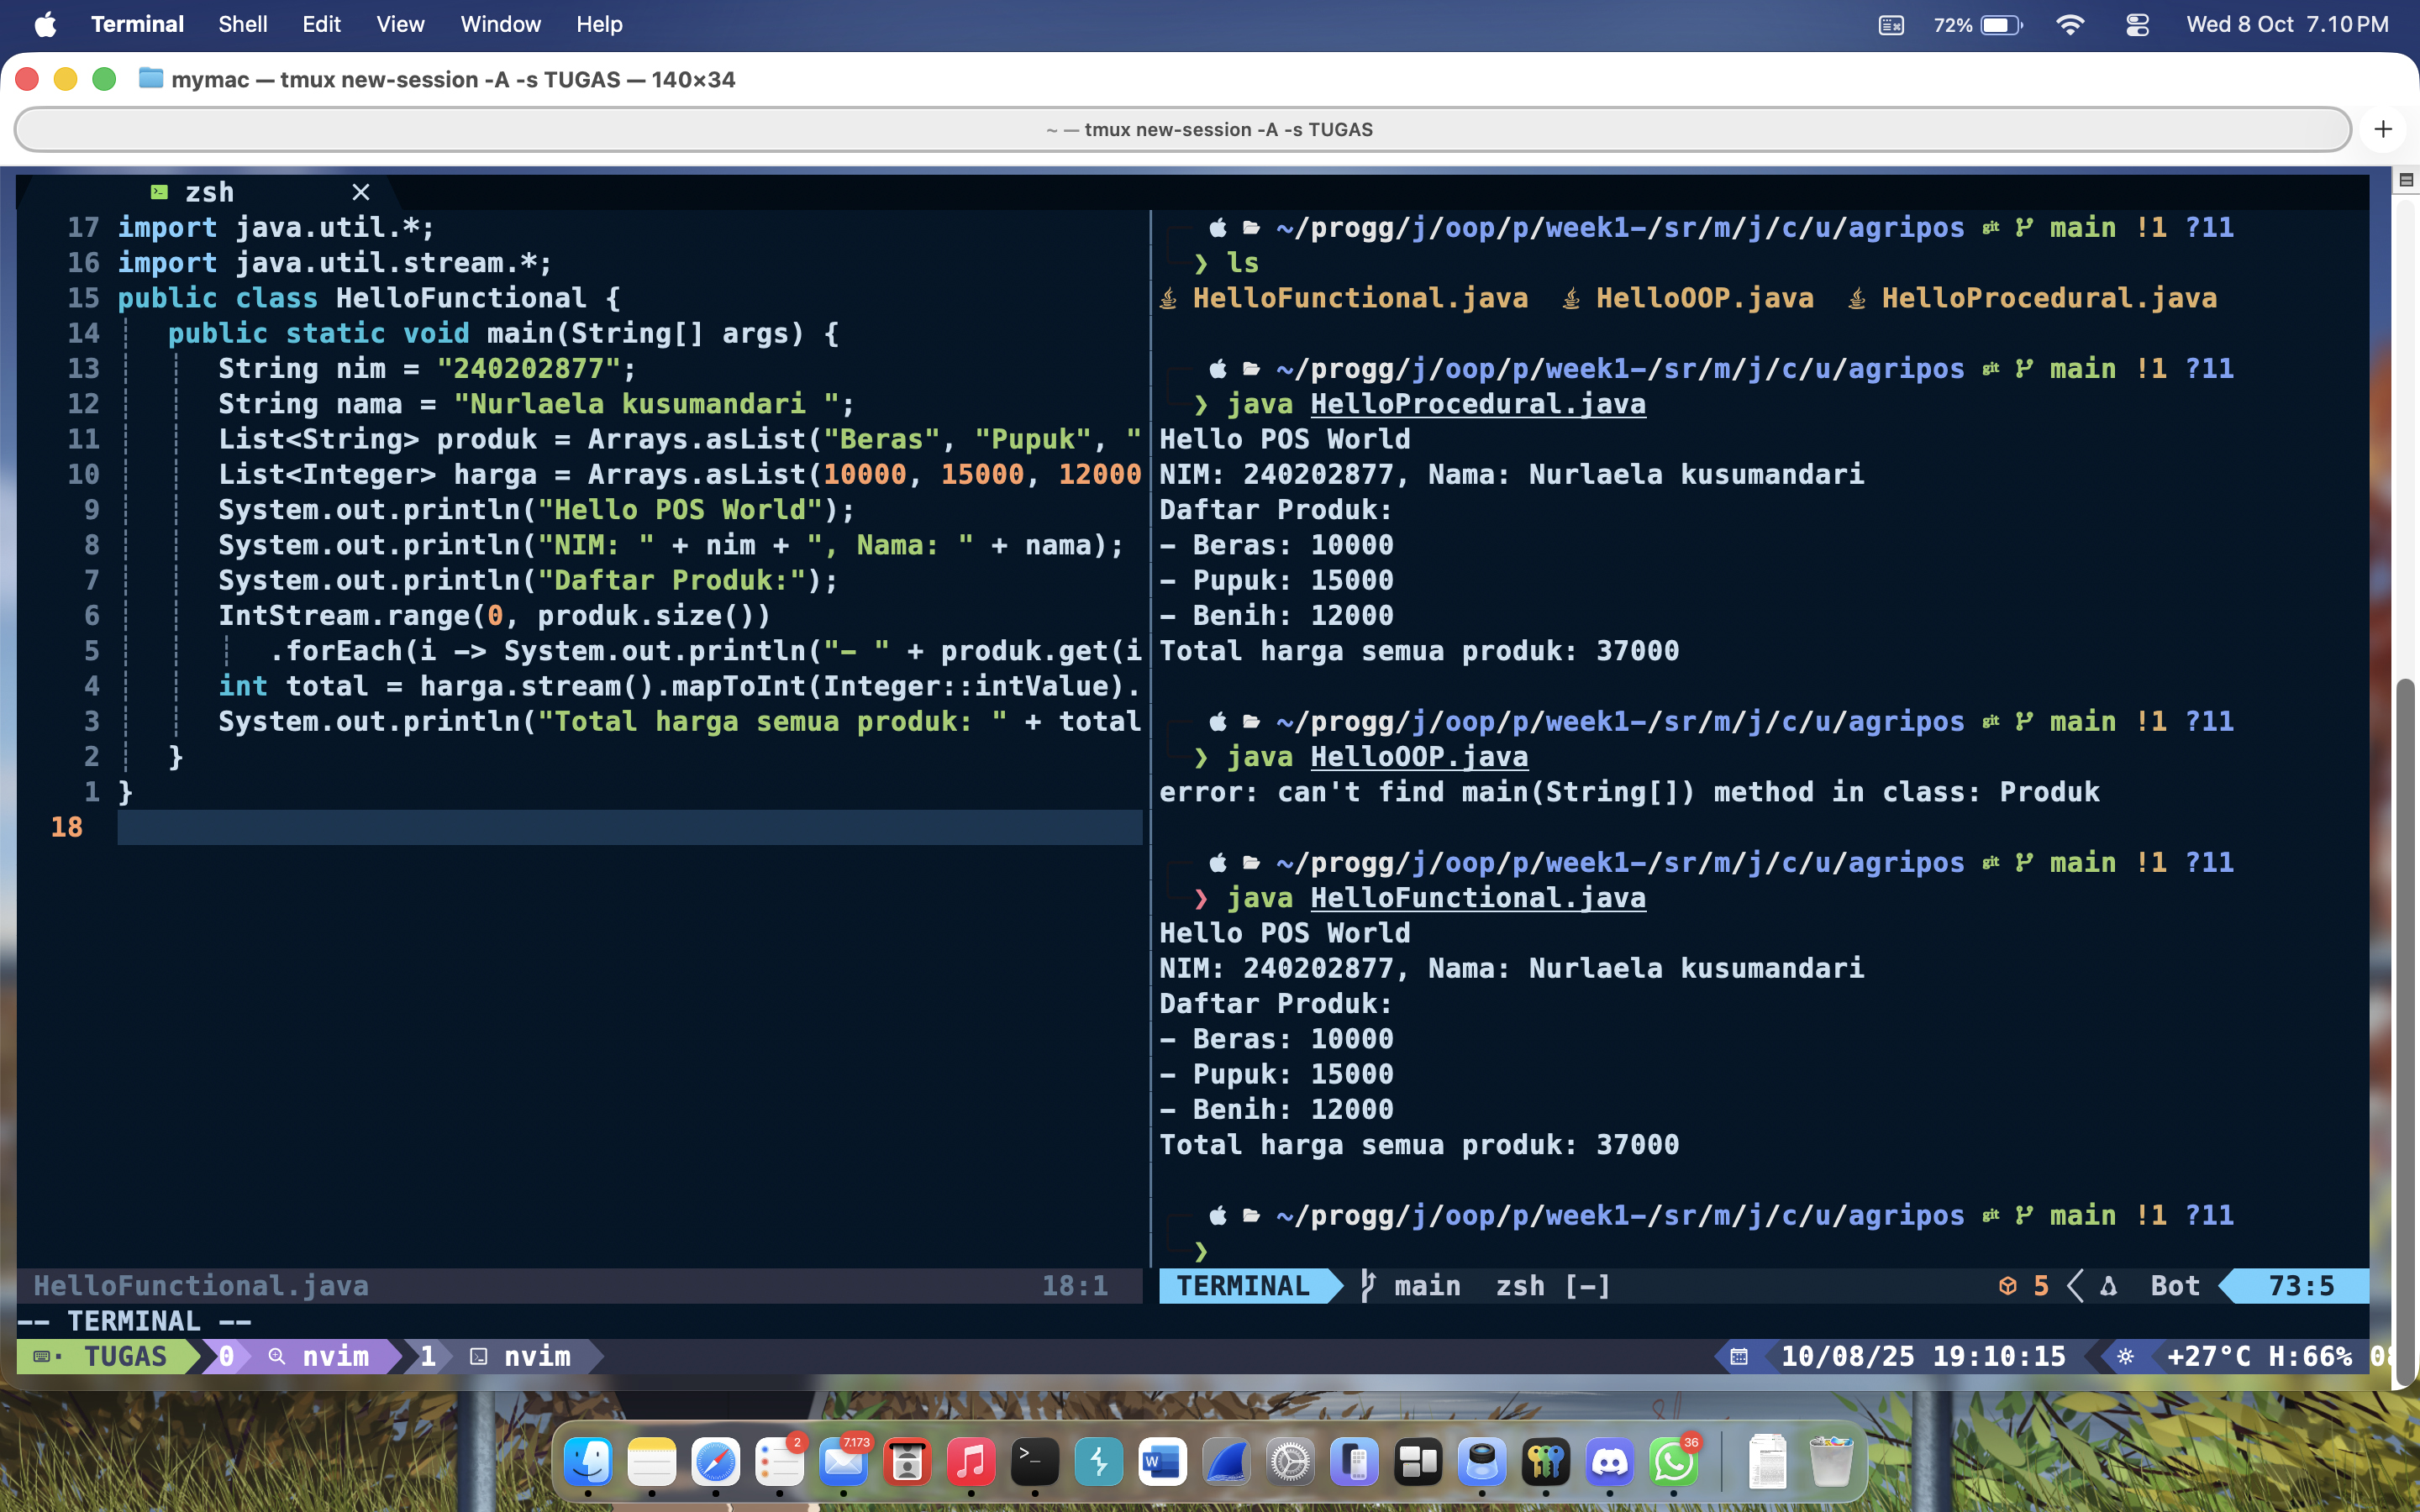 Terminal Shell Edit View Window Help 72% Wed 8 Oct 7.10 PM
mymac — tmux new-session -A -s TUGAS — 140×34
~ — tmux new-session -A -s TUGAS
zsh
17 import java.util.*;
16 import java.util.stream.*;
15 public class HelloFunctional {
14 public static void main(String[] args) {
13 String nim = "240202877";
12 String nama = "Nurlaela kusumandari ";
11 List<String> produk = Arrays.asList("Beras", "Pupuk", "
10 List<Integer> harga = Arrays.asList(10000, 15000, 12000
9 System.out.println("Hello POS World");
8 System.out.println("NIM: " + nim + ", Nama: " + nama);
7 System.out.println("Daftar Produk:");
6 IntStream.range(0, produk.size())
5 .forEach(i -> System.out.println("- " + produk.get(i
4 int total = harga.stream().mapToInt(Integer::intValue).
3 System.out.println("Total harga semua produk: " + total
2 }
1 }
18
HelloFunctional.java 18:1
~/progg/j/oop/p/week1-/sr/m/j/c/u/agripos git main !1 ?11
❯ ls
HelloFunctional.java HelloOOP.java HelloProcedural.java
~/progg/j/oop/p/week1-/sr/m/j/c/u/agripos git main !1 ?11
❯ java HelloProcedural.java
Hello POS World
NIM: 240202877, Nama: Nurlaela kusumandari
Daftar Produk:
- Beras: 10000
- Pupuk: 15000
- Benih: 12000
Total harga semua produk: 37000
~/progg/j/oop/p/week1-/sr/m/j/c/u/agripos git main !1 ?11
❯ java HelloOOP.java
error: can't find main(String[]) method in class: Produk
~/progg/j/oop/p/week1-/sr/m/j/c/u/agripos git main !1 ?11
❯ java HelloFunctional.java
Hello POS World
NIM: 240202877, Nama: Nurlaela kusumandari
Daftar Produk:
- Beras: 10000
- Pupuk: 15000
- Benih: 12000
Total harga semua produk: 37000
~/progg/j/oop/p/week1-/sr/m/j/c/u/agripos git main !1 ?11
❯
TERMINAL main zsh [-] 5 Bot 73:5
-- TERMINAL --
TUGAS 0 nvim 1 nvim 10/08/25 19:10:15 +27°C H:66%
2 7.173 W 36